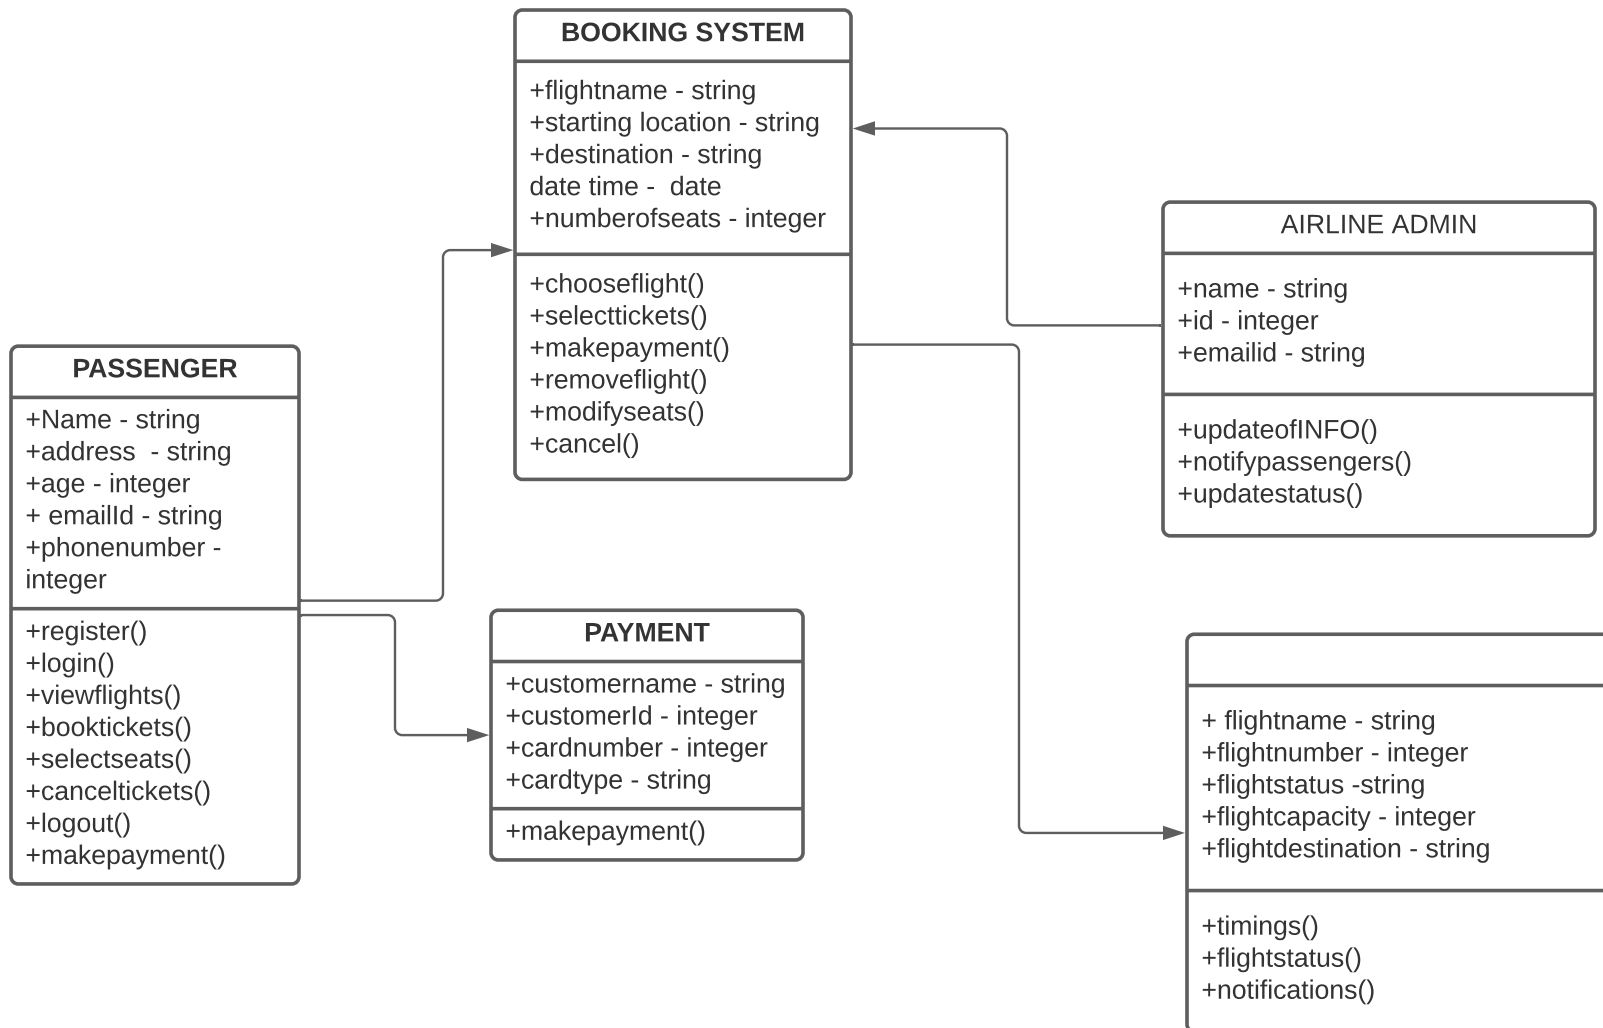 BOOKING SYSTEM
+flightname - string
+starting location - string
+destination - string
date time -  date
+numberofseats - integer
+chooseflight()
+selecttickets()
+makepayment()
+removeflight()
+modifyseats()
+cancel()
AIRLINE ADMIN
+name - string
+id - integer
+emailid - string
+updateofINFO()
+notifypassengers()
+updatestatus()
PASSENGER
+Name - string
+address  - string
+age - integer
+ emailId - string
+phonenumber -
integer
+register()
+login()
+viewflights()
+booktickets()
+selectseats()
+canceltickets()
+logout()
+makepayment()
PAYMENT
+customername - string
+customerId - integer
+cardnumber - integer
+cardtype - string
+makepayment()
+ flightname - string
+flightnumber - integer
+flightstatus -string
+flightcapacity - integer
+flightdestination - string
+timings()
+flightstatus()
+notifications()